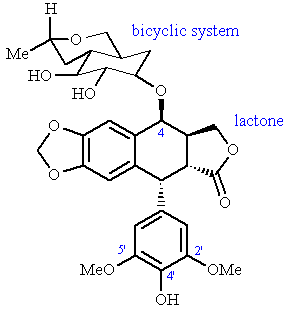 H
O bicyclic system
Me
HO
HO
O
lactone
4
O
O
O
O
5' 2'
MeO OMe
4'
OH